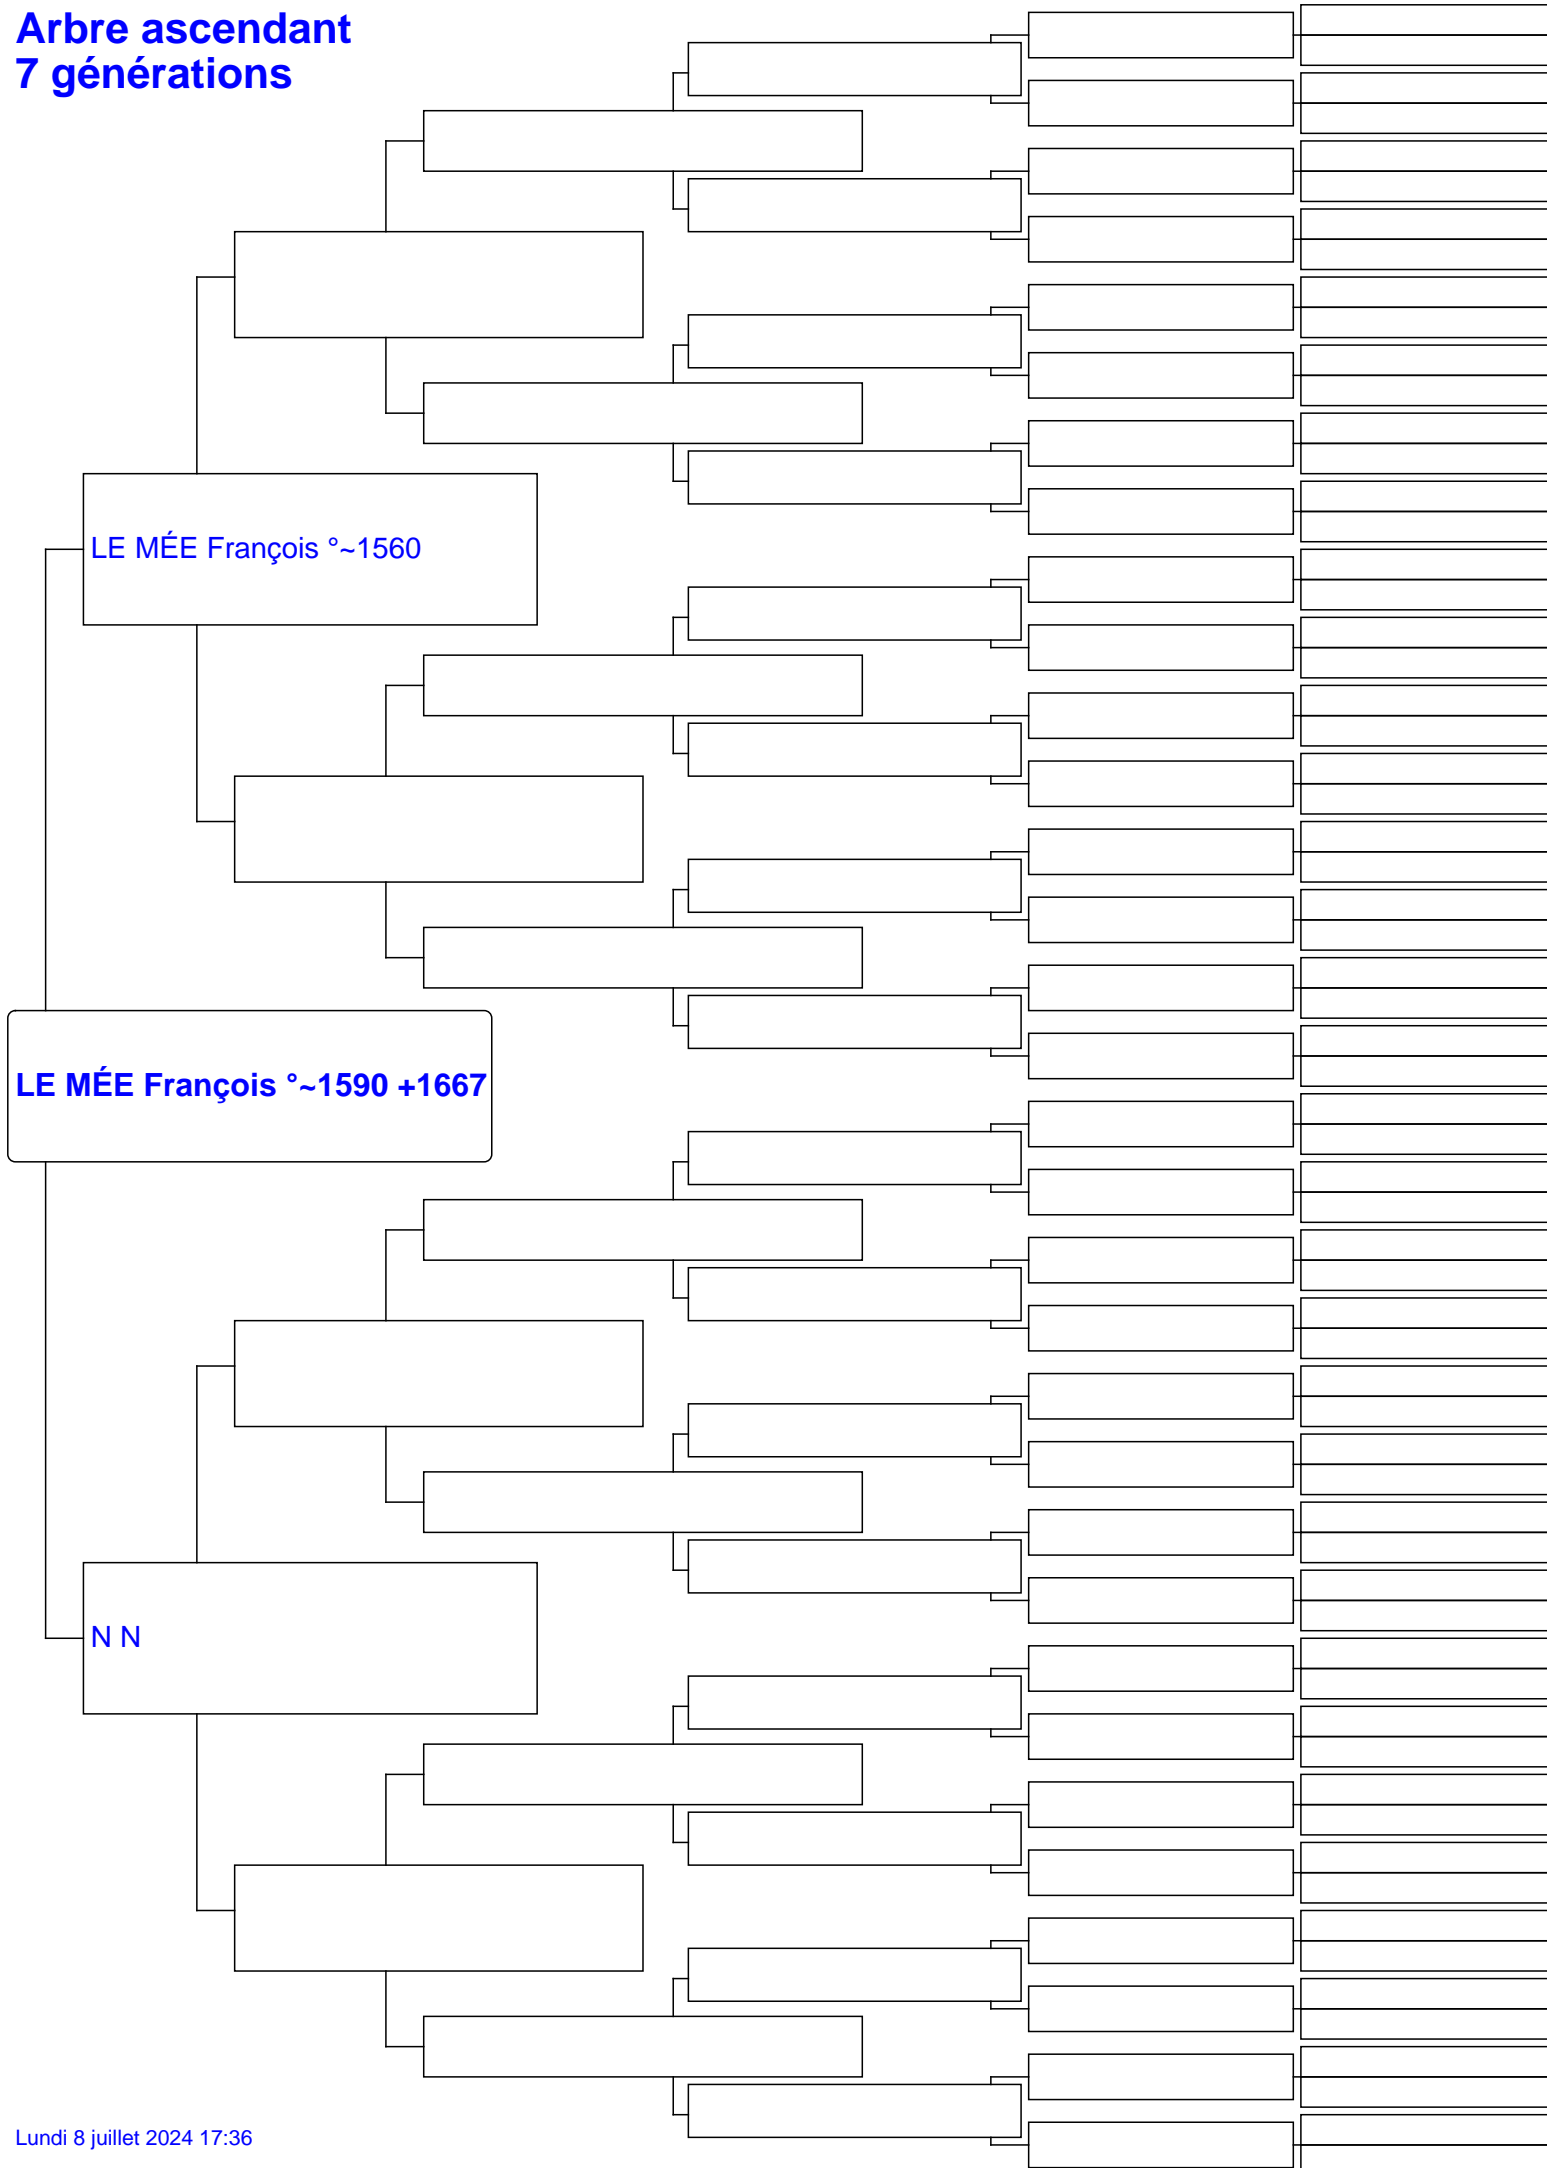 Arbre ascendant
7 générations
LE MÉE François °~1560
LE MÉE François °~1590 +1667
N N
Lundi 8 juillet 2024 17:36